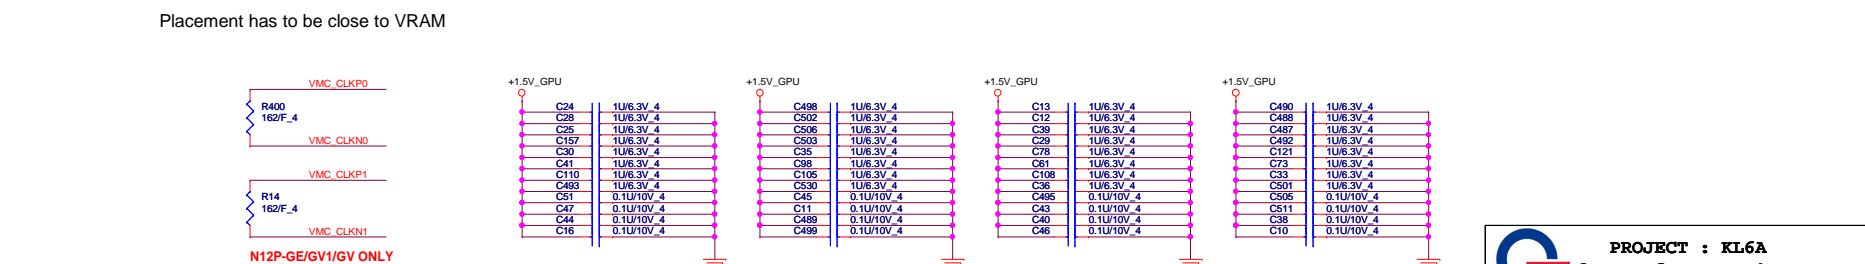 Placement has to be close to VRAM
VMC_CLKP0
R400
162/F_4
VMC_CLKN0
VMC_CLKP1
R14
162/F_4
VMC_CLKN1
N12P-GE/GV1/GV ONLY
+1.5V_GPU
C24 1U/6.3V_4
C28 1U/6.3V_4
C25 1U/6.3V_4
C157 1U/6.3V_4
C30 1U/6.3V_4
C41 1U/6.3V_4
C110 1U/6.3V_4
C493 1U/6.3V_4
C51 0.1U/10V_4
C47 0.1U/10V_4
C44 0.1U/10V_4
C16 0.1U/10V_4
+1.5V_GPU
C498 1U/6.3V_4
C502 1U/6.3V_4
C506 1U/6.3V_4
C503 1U/6.3V_4
C35 1U/6.3V_4
C98 1U/6.3V_4
C105 1U/6.3V_4
C530 1U/6.3V_4
C45 0.1U/10V_4
C11 0.1U/10V_4
C489 0.1U/10V_4
C499 0.1U/10V_4
+1.5V_GPU
C13 1U/6.3V_4
C12 1U/6.3V_4
C39 1U/6.3V_4
C29 1U/6.3V_4
C78 1U/6.3V_4
C61 1U/6.3V_4
C108 1U/6.3V_4
C36 1U/6.3V_4
C495 0.1U/10V_4
C43 0.1U/10V_4
C40 0.1U/10V_4
C46 0.1U/10V_4
+1.5V_GPU
C490 1U/6.3V_4
C488 1U/6.3V_4
C487 1U/6.3V_4
C492 1U/6.3V_4
C121 1U/6.3V_4
C73 1U/6.3V_4
C33 1U/6.3V_4
C501 1U/6.3V_4
C505 0.1U/10V_4
C511 0.1U/10V_4
C38 0.1U/10V_4
C10 0.1U/10V_4
PROJECT : KL6A